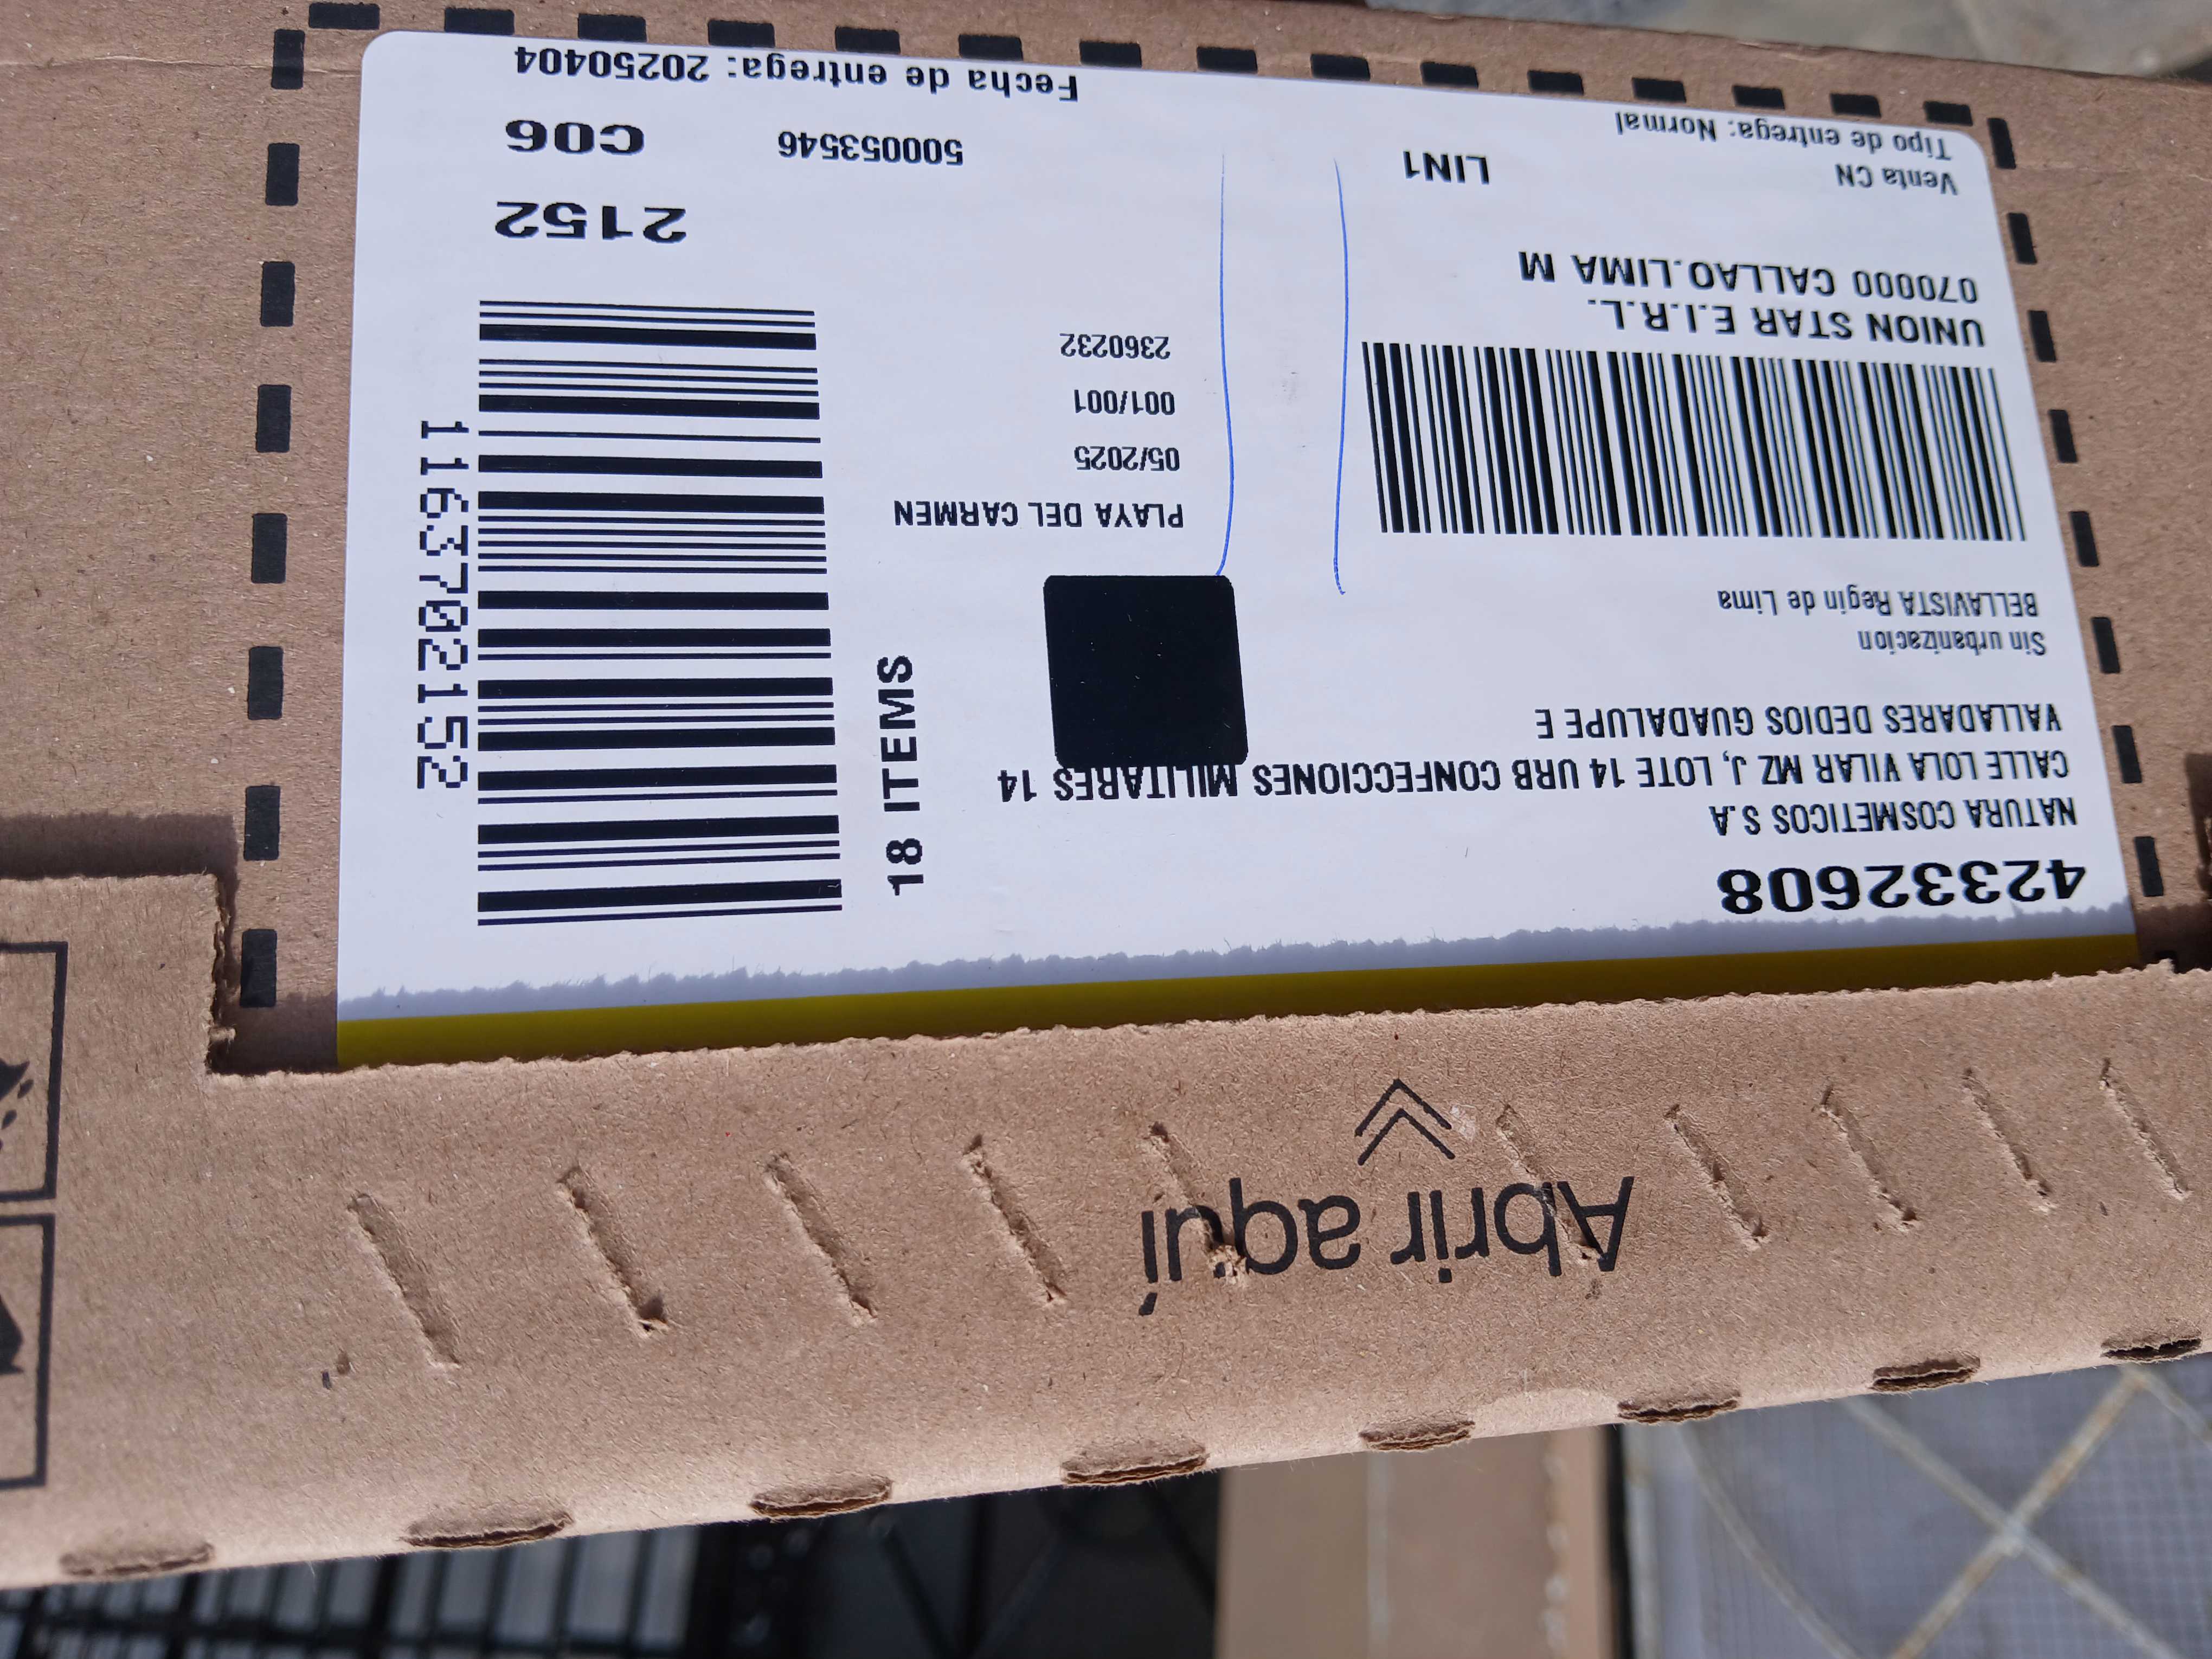 42332608
NATURA COSMETICOS S.A
CALLE LOLA VILAR MZ J, LOTE 14 URB CONFECCIONES MILITARES 14
VALLADARES DEDIOS GUADALUPE E
Sin urbanizacion
BELLAVISTA Regin de Lima
UNION STAR E.I.R.L.
070000 CALLAO.LIMA M
Venta CN
LIN1
Tipo de entrega: Normal
PLAYA DEL CARMEN
05/2025
001/001
2360232
18 ITEMS
1163702152
2152
500053546
C06
Fecha de entrega: 20250404
Abrir aquí